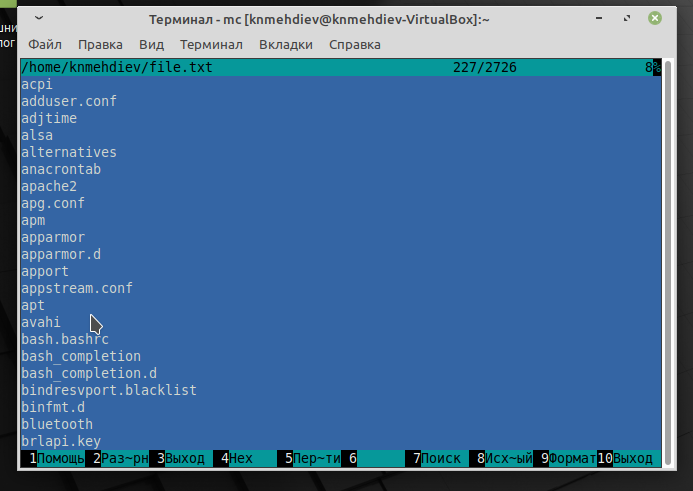 Терминал - mc [knmehdiev@knmehdiev-VirtualBox]:~
Файл Правка Вид Терминал Вкладки Справка
/home/knmehdiev/file.txt 227/2726 8%
acpi
adduser.conf
adjtime
alsa
alternatives
anacrontab
apache2
apg.conf
apm
apparmor
apparmor.d
apport
appstream.conf
apt
avahi
bash.bashrc
bash_completion
bash_completion.d
bindresvport.blacklist
binfmt.d
bluetooth
brlapi.key
1Помощь 2Раз~рн 3Выход 4Hex 5Пер~ти 6 7Поиск 8Исх~ый 9Формат 10Выход